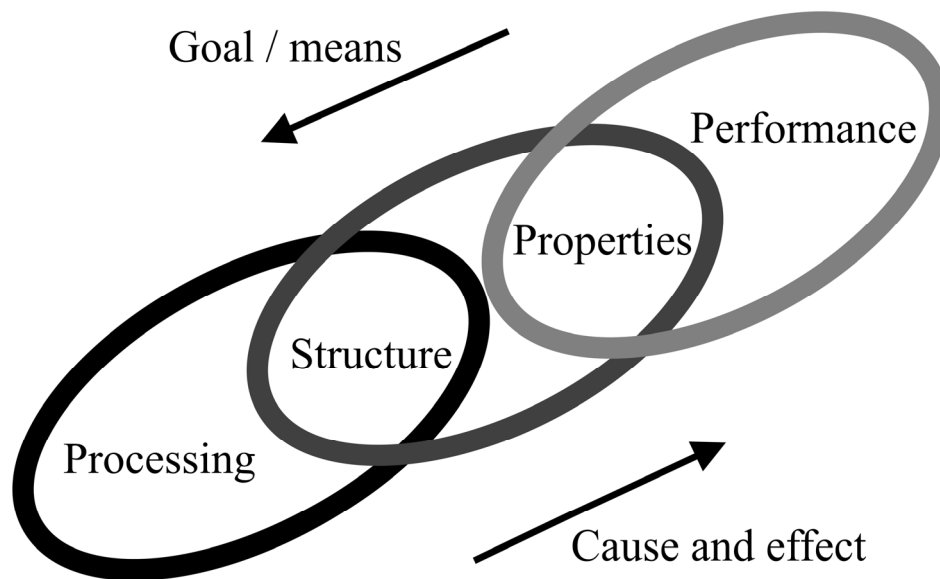 Goal / means
Performance
Properties
Structure
Processing
Cause and effect